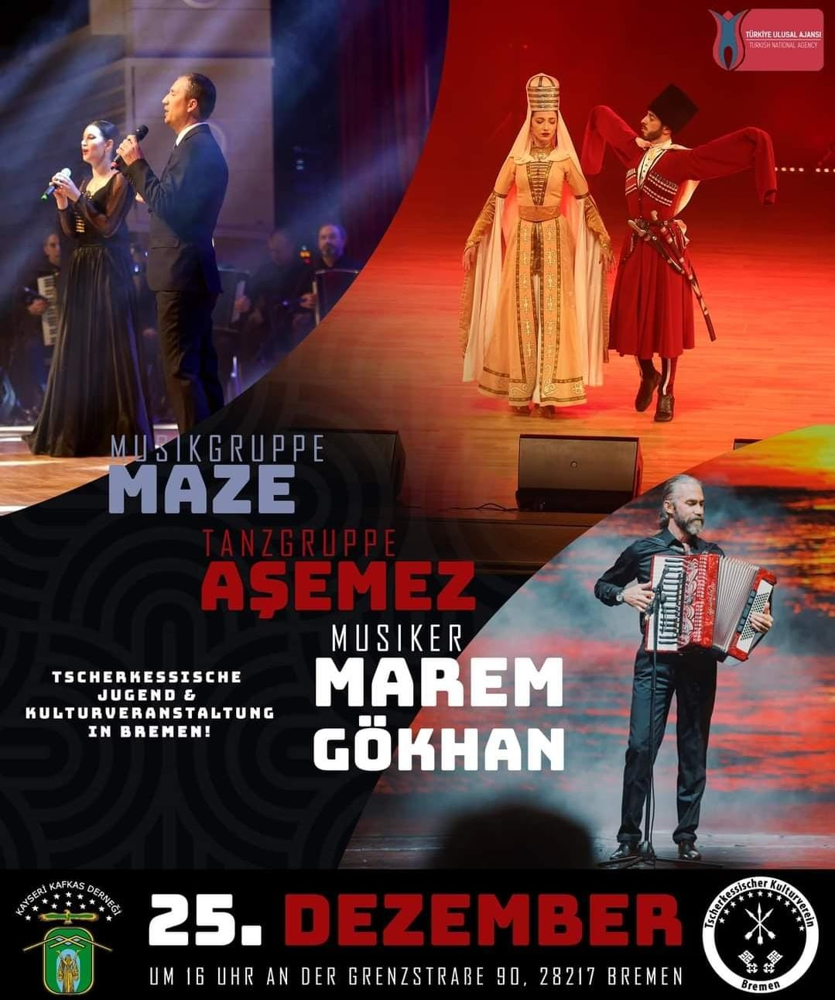 TÜRKİYE ULUSAL AJANSI
TURKISH NATIONAL AGENCY
MUSIKGRUPPE
MAZE
TANZGRUPPE
AŞEMEZ
MUSIKER
MAREM
GÖKHAN
TSCHERKESSISCHE
JUGEND &
KULTURVERANSTALTUNG
IN BREMEN!
KAYSERİ KAFKAS DERNEĞİ
25. DEZEMBER
UM 16 UHR AN DER GRENZSTRAßE 90, 28217 BREMEN
Tscherkessischer Kulturverein
Bremen